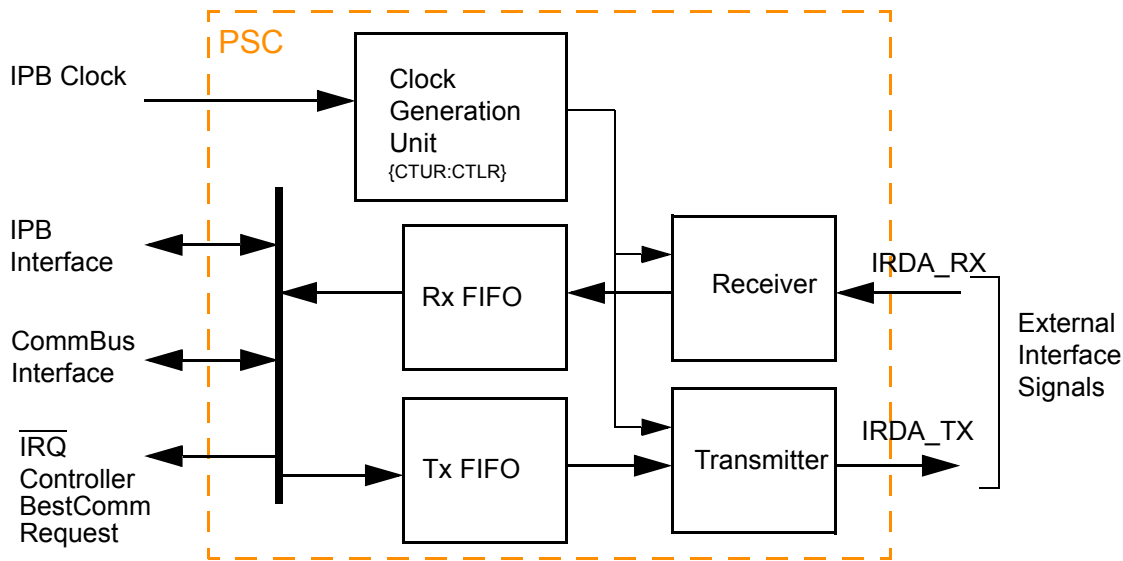 PSC
IPB Clock
Clock
Generation
Unit
{CTUR:CTLR}
IPB
Interface
Rx FIFO
Receiver
IRDA_RX
CommBus
Interface
External
Interface
Signals
IRQ
Controller
BestComm
Request
Tx FIFO
Transmitter
IRDA_TX